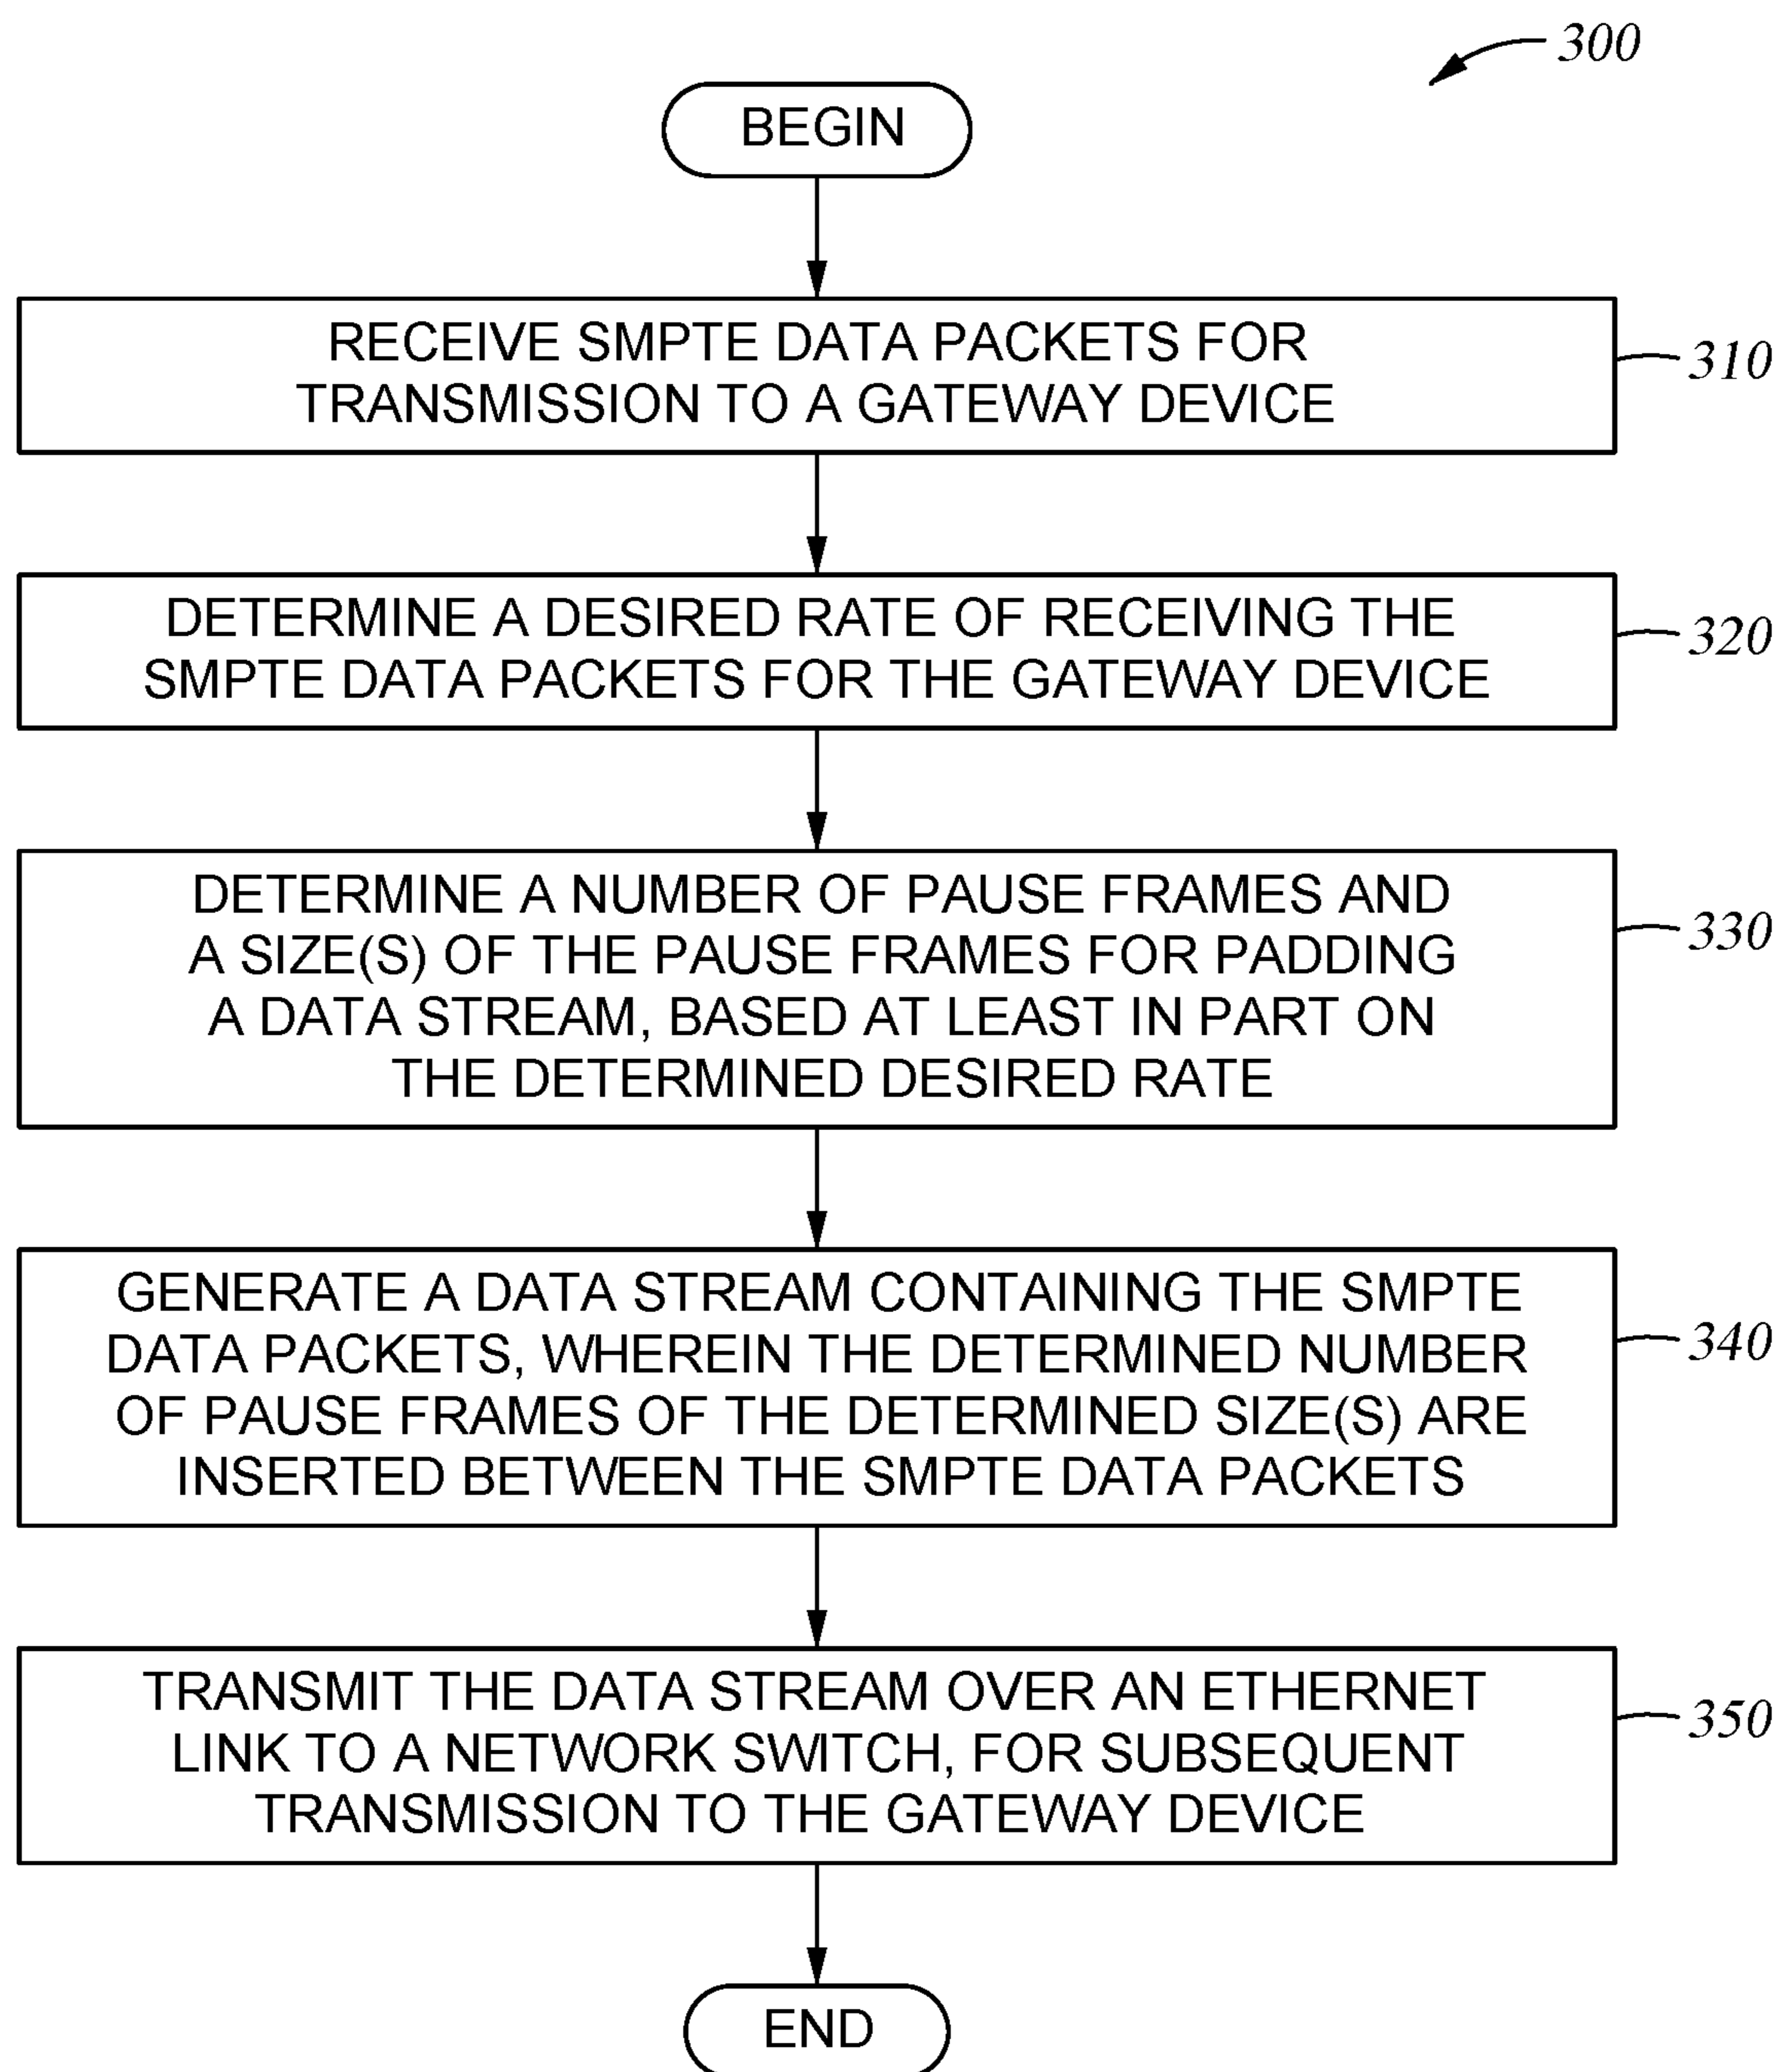 300
BEGIN
RECEIVE SMPTE DATA PACKETS FOR
TRANSMISSION TO A GATEWAY DEVICE
310
DETERMINE A DESIRED RATE OF RECEIVING THE
SMPTE DATA PACKETS FOR THE GATEWAY DEVICE
320
DETERMINE A NUMBER OF PAUSE FRAMES AND
A SIZE(S) OF THE PAUSE FRAMES FOR PADDING
A DATA STREAM, BASED AT LEAST IN PART ON
THE DETERMINED DESIRED RATE
330
GENERATE A DATA STREAM CONTAINING THE SMPTE
DATA PACKETS, WHEREIN THE DETERMINED NUMBER
OF PAUSE FRAMES OF THE DETERMINED SIZE(S) ARE
INSERTED BETWEEN THE SMPTE DATA PACKETS
340
TRANSMIT THE DATA STREAM OVER AN ETHERNET
LINK TO A NETWORK SWITCH, FOR SUBSEQUENT
TRANSMISSION TO THE GATEWAY DEVICE
350
END